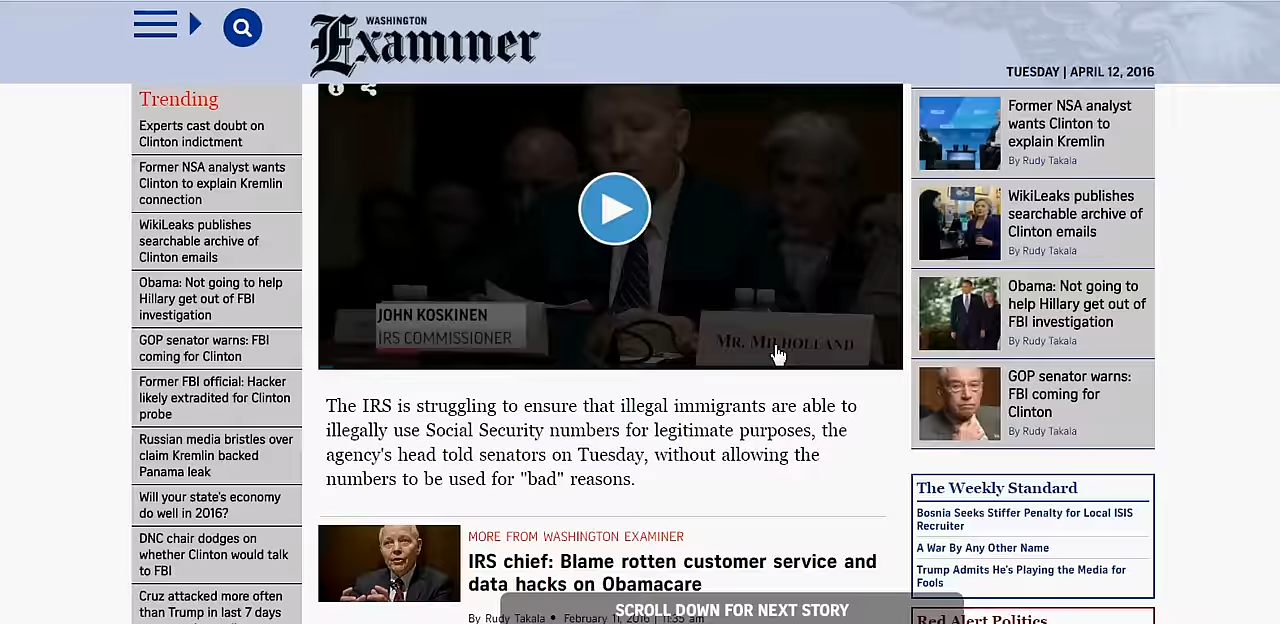 WASHINGTON
Examiner
TUESDAY | APRIL 12, 2016
Trending
Experts cast doubt on
Clinton indictment
Former NSA analyst wants
Clinton to explain Kremlin
connection
WikiLeaks publishes
searchable archive of
Clinton emails
Obama: Not going to help
Hillary get out of FBI
investigation
GOP senator warns: FBI
coming for Clinton
Former FBI official: Hacker
likely extradited for Clinton
probe
Russian media bristles over
claim Kremlin backed
Panama leak
Will your state's economy
do well in 2016?
DNC chair dodges on
whether Clinton would talk
to FBI
Cruz attacked more often
than Trump in last 7 days
JOHN KOSKINEN
IRS COMMISSIONER
MR. MILHOLLAND
The IRS is struggling to ensure that illegal immigrants are able to
illegally use Social Security numbers for legitimate purposes, the
agency's head told senators on Tuesday, without allowing the
numbers to be used for "bad" reasons.
MORE FROM WASHINGTON EXAMINER
IRS chief: Blame rotten customer service and
data hacks on Obamacare
By Rudy Takala • February 11, 2016 | 11:35 am
SCROLL DOWN FOR NEXT STORY
Former NSA analyst
wants Clinton to
explain Kremlin
By Rudy Takala
WikiLeaks publishes
searchable archive of
Clinton emails
By Rudy Takala
Obama: Not going to
help Hillary get out of
FBI investigation
By Rudy Takala
GOP senator warns:
FBI coming for
Clinton
By Rudy Takala
The Weekly Standard
Bosnia Seeks Stiffer Penalty for Local ISIS
Recruiter
A War By Any Other Name
Trump Admits He's Playing the Media for
Fools
Red Alert Politics